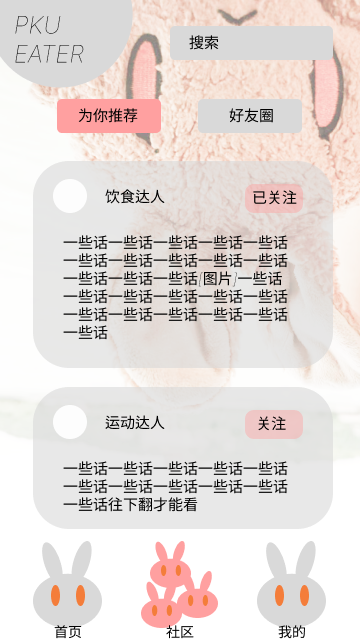 PKU
EATER
搜索
为你推荐
好友圈
饮食达人
已关注
一些话一些话一些话一些话一些话
一些话一些话一些话一些话一些话
一些话一些话一些话[图片]一些话
一些话一些话一些话一些话一些话
一些话一些话一些话一些话一些话
一些话
运动达人
关注
一些话一些话一些话一些话一些话
一些话一些话一些话一些话一些话
一些话往下翻才能看
首页
社区
我的